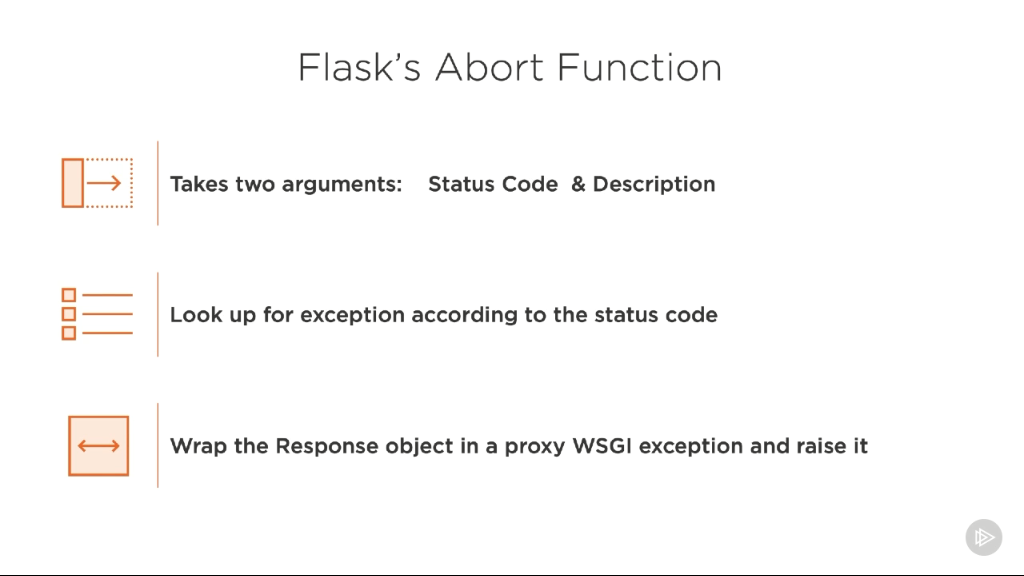 Flask's Abort Function
Takes two arguments: Status Code & Description
Look up for exception according to the status code
Wrap the Response object in a proxy WSGI exception and raise it